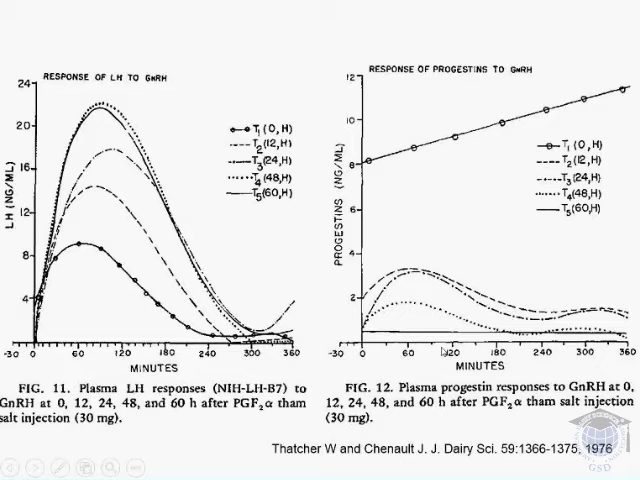 RESPONSE OF LH TO GnRH
24
20
16
12
8
4
LH (NG/ML)
T1 (0, H)
T2 (12, H)
T3 (24, H)
T4 (48, H)
T5 (60, H)
-30 0 60 120 180 240 300 360
MINUTES
FIG. 11. Plasma LH responses (NIH-LH-B7) to
GnRH at 0, 12, 24, 48, and 60 h after PGF2α tham
salt injection (30 mg).
RESPONSE OF PROGESTINS TO GnRH
12
10
8
6
4
2
PROGESTINS (NG/ML)
T1 (0, H)
T2 (12, H)
T3 (24, H)
T4 (48, H)
T5 (60, H)
-30 0 60 120 180 240 300 360
MINUTES
FIG. 12. Plasma progestin responses to GnRH at 0,
12, 24, 48, and 60 h after PGF2α tham salt injection
(30 mg).
Thatcher W and Chenault J. J. Dairy Sci. 59:1366-1375, 1976
GSD